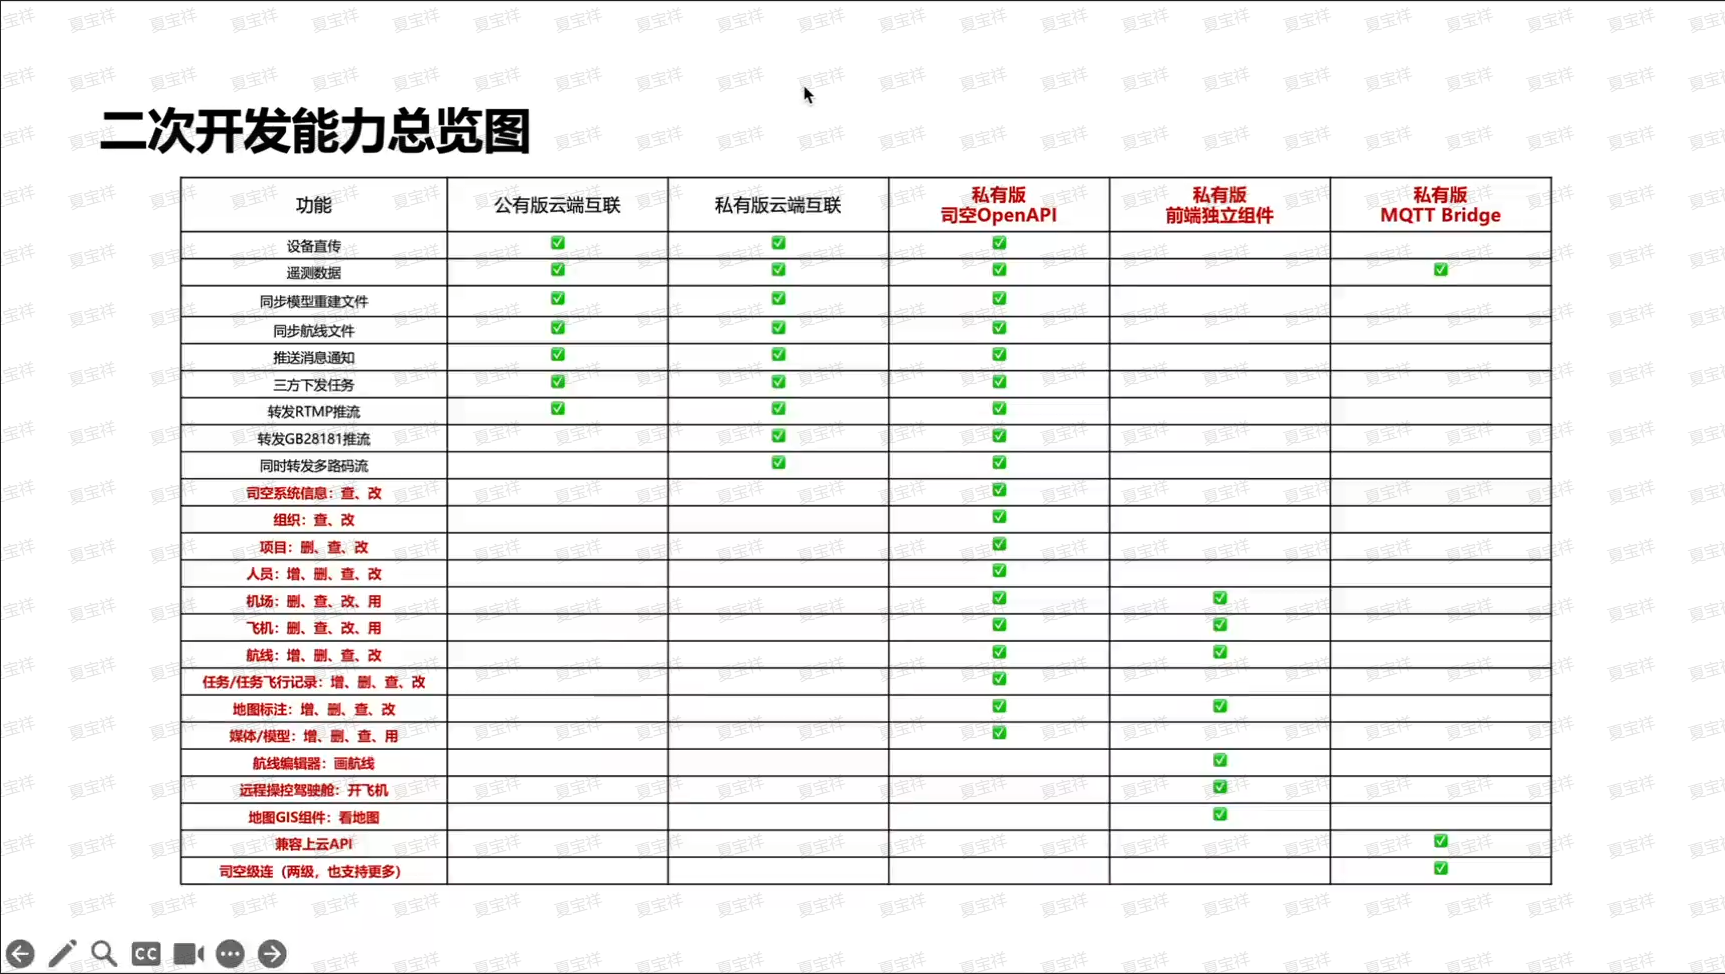 二次开发能力总览图
功能 公有版云端互联 私有版云端互联 私有版 司空OpenAPI 私有版 前端独立组件 私有版 MQTT Bridge
设备直传 ✅ ✅ ✅
遥测数据 ✅ ✅ ✅ ✅
同步模型重建文件 ✅ ✅ ✅
同步航线文件 ✅ ✅ ✅
推送消息通知 ✅ ✅ ✅
三方下发任务 ✅ ✅ ✅
转发RTMP推流 ✅ ✅ ✅
转发GB28181推流 ✅ ✅
同时转发多路码流 ✅ ✅
司空系统信息：查、改 ✅
组织：查、改 ✅
项目：删、查、改 ✅
人员：增、删、查、改 ✅
机场：删、查、改、用 ✅ ✅
飞机：删、查、改、用 ✅ ✅
航线：增、删、查、改 ✅ ✅
任务/任务飞行记录：增、删、查、改 ✅
地图标注：增、删、查、改 ✅ ✅
媒体/模型：增、删、查、用 ✅
航线编辑器：画航线 ✅
远程操控驾驶舱：开飞机 ✅
地图GIS组件：看地图 ✅
兼容上云API ✅
司空级连（两级，也支持更多） ✅
CC
夏宝祥